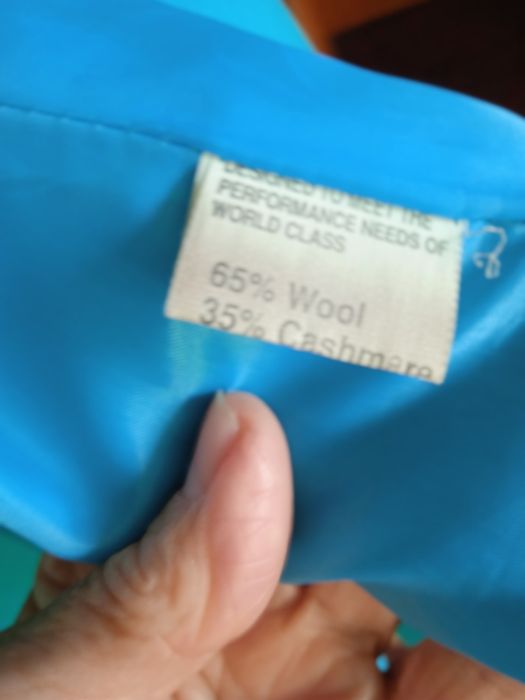 DESIGNED TO MEET THE
PERFORMANCE NEEDS OF
WORLD CLASS
65% Wool
35% Cashmere